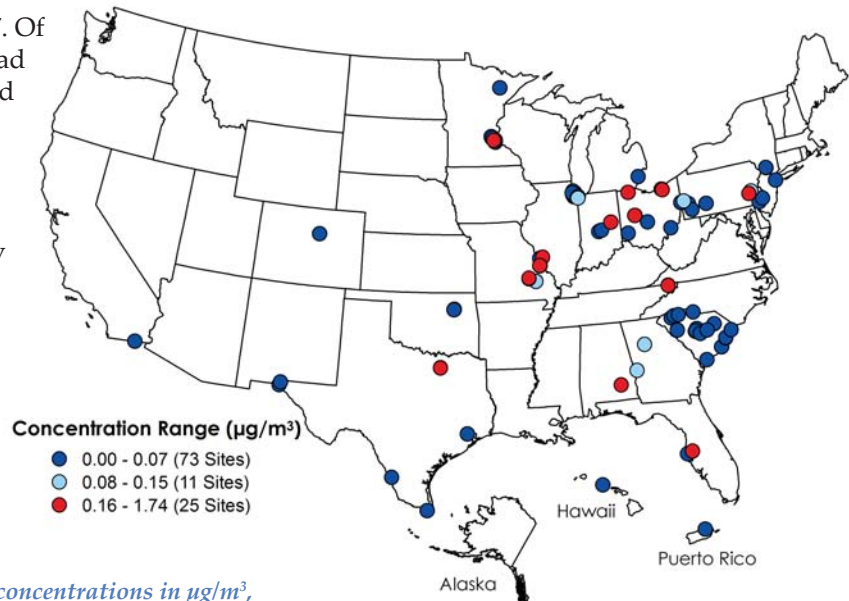 . Of
ad
d
y
Concentration Range (µg/m³)
0.00 - 0.07 (73 Sites)
0.08 - 0.15 (11 Sites)
0.16 - 1.74 (25 Sites)
Hawaii
Puerto Rico
Alaska
concentrations in µg/m³,